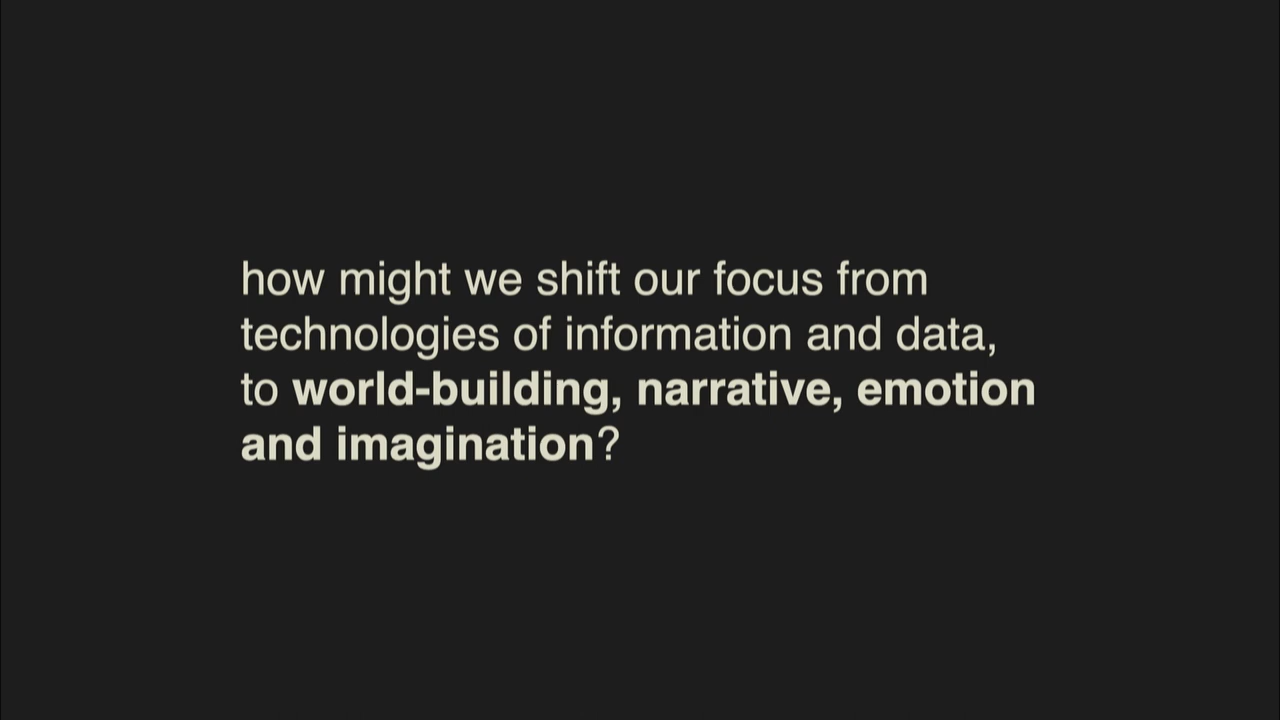 how might we shift our focus from
technologies of information and data,
to world-building, narrative, emotion
and imagination?